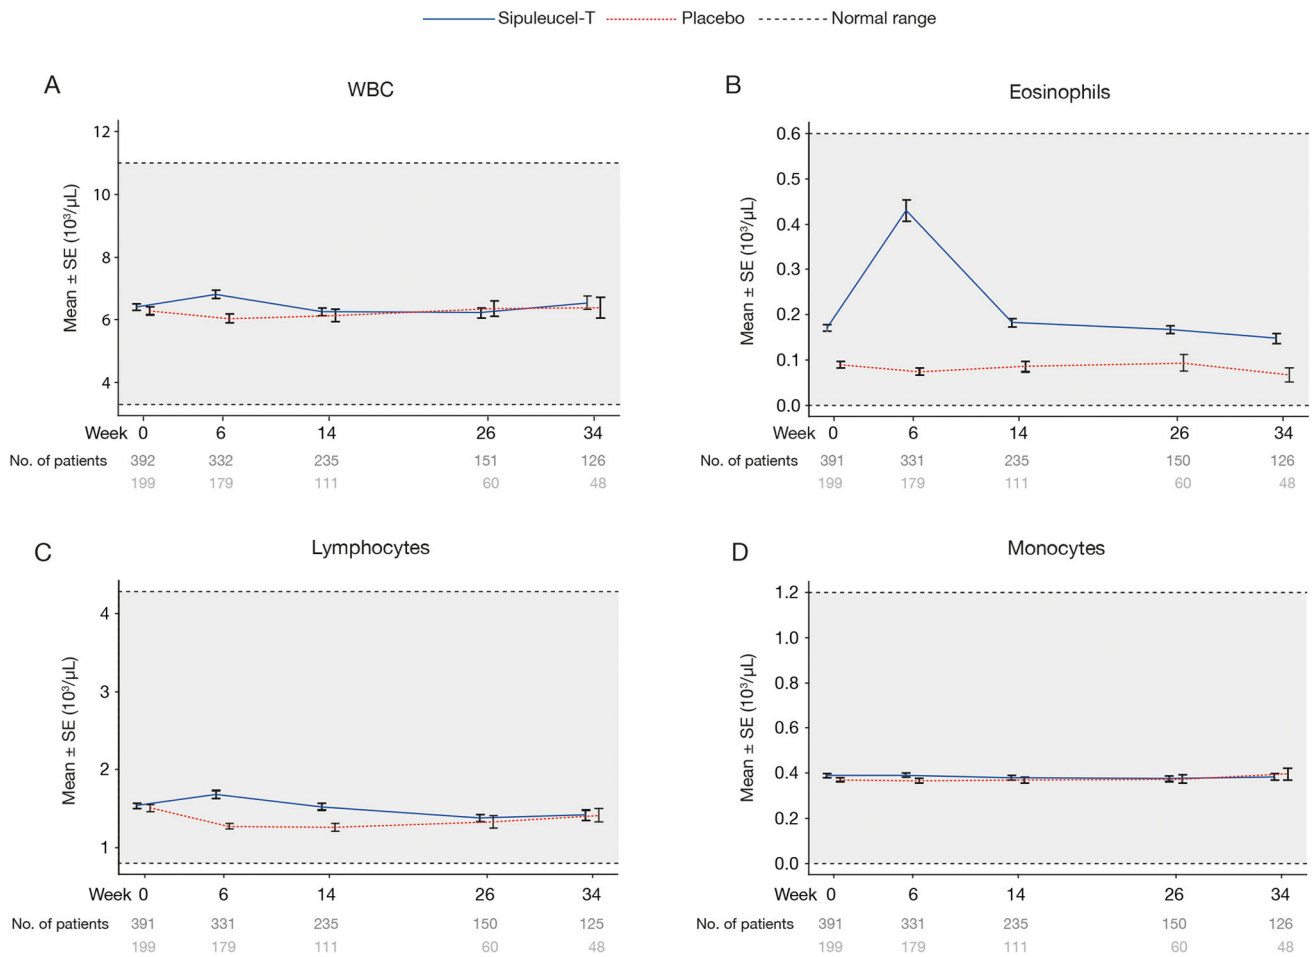 Sipuleucel-T Placebo Normal range
A
WBC
Mean ± SE (10³/μL)
12
10
8
6
4
Week 0 6 14 26 34
No. of patients 392 332 235 151 126
199 179 111 60 48
B
Eosinophils
Mean ± SE (10³/μL)
0.6
0.5
0.4
0.3
0.2
0.1
0.0
Week 0 6 14 26 34
No. of patients 391 331 235 150 126
199 179 111 60 48
C
Lymphocytes
Mean ± SE (10³/μL)
4
3
2
1
Week 0 6 14 26 34
No. of patients 391 331 235 150 125
199 179 111 60 48
D
Monocytes
Mean ± SE (10³/μL)
1.2
1.0
0.8
0.6
0.4
0.2
0.0
Week 0 6 14 26 34
No. of patients 391 331 235 150 126
199 179 111 60 48